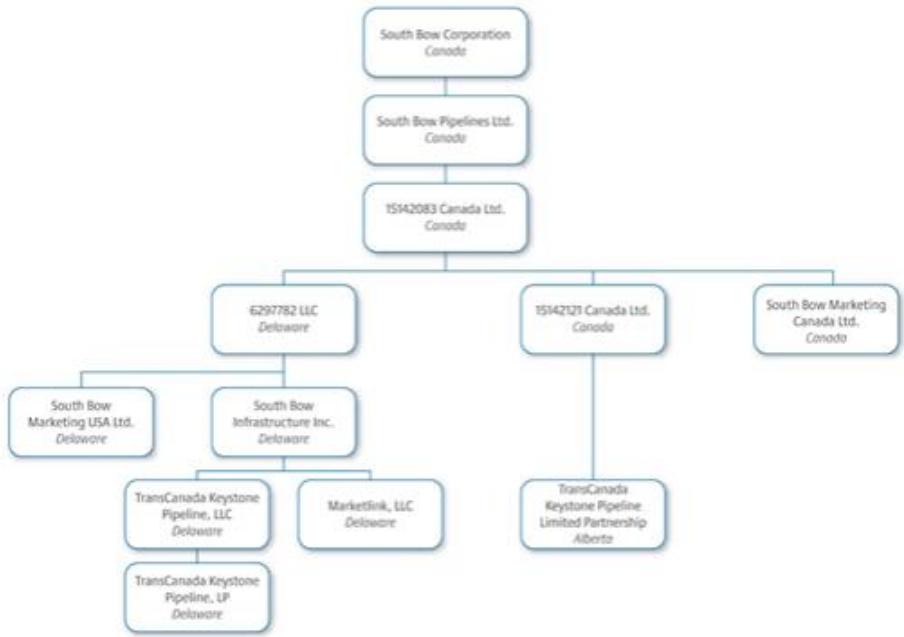 South Bow Corporation
Canada
South Bow Pipelines Ltd.
Canada
15142083 Canada Ltd.
Canada
6297782 LLC
Delaware
15142121 Canada Ltd.
Canada
South Bow Marketing
Canada Ltd.
Canada
South Bow
Marketing USA Ltd.
Delaware
South Bow
Infrastructure Inc.
Delaware
TransCanada Keystone
Pipeline, LLC
Delaware
Marketlink, LLC
Delaware
TransCanada
Keystone Pipeline
Limited Partnership
Alberta
TransCanada Keystone
Pipeline, LP
Delaware